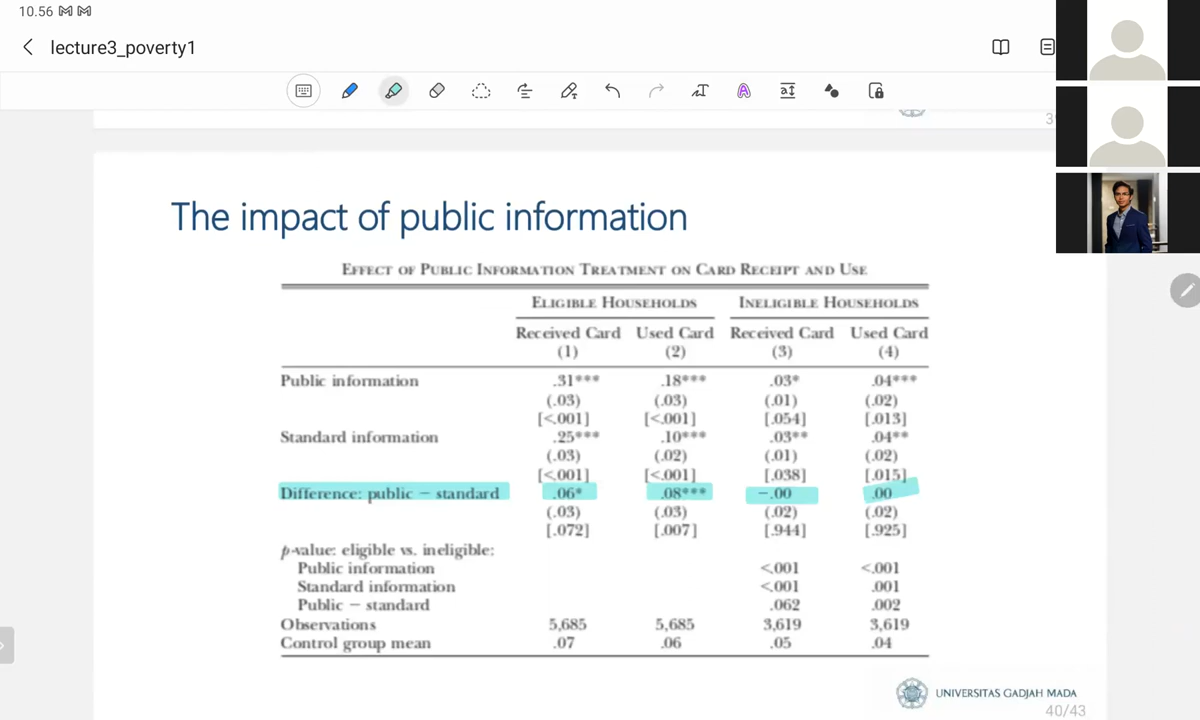 10.56
lecture3_poverty1
39
The impact of public information
EFFECT OF PUBLIC INFORMATION TREATMENT ON CARD RECEIPT AND USE
ELIGIBLE HOUSEHOLDS INELIGIBLE HOUSEHOLDS
Received Card Used Card Received Card Used Card
(1) (2) (3) (4)
Public information .31*** .18*** .03* .04***
(.03) (.03) (.01) (.02)
[<.001] [<.001] [.054] [.013]
Standard information .25*** .10*** .03** .04**
(.03) (.02) (.01) (.02)
[<.001] [<.001] [.038] [.015]
Difference: public − standard .06* .08*** −.00 .00
(.03) (.03) (.02) (.02)
[.072] [.007] [.944] [.925]
p-value: eligible vs. ineligible:
Public information <.001 <.001
Standard information <.001 .001
Public − standard .062 .002
Observations 5,685 5,685 3,619 3,619
Control group mean .07 .06 .05 .04
UNIVERSITAS GADJAH MADA
40/43